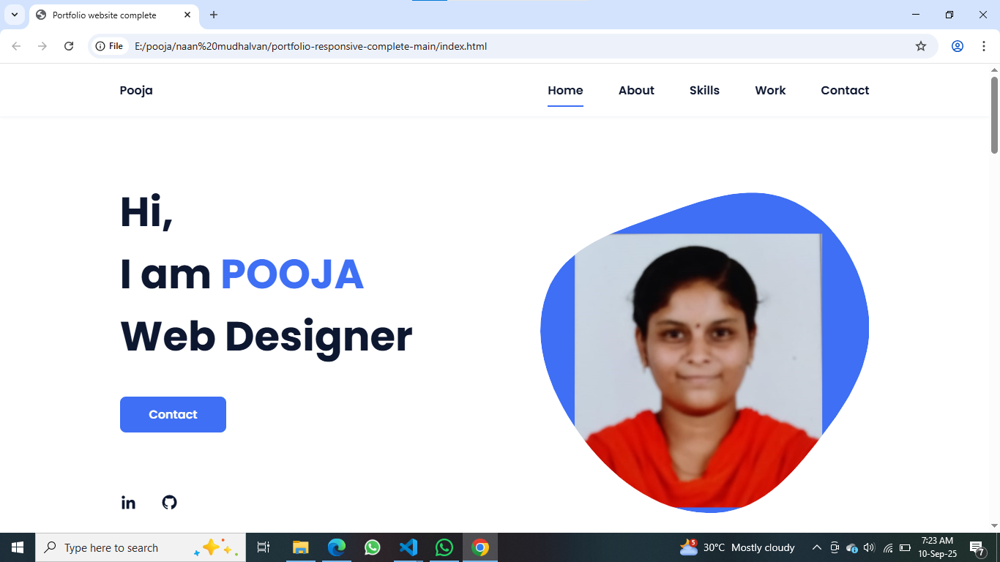 Portfolio website complete
File E:/pooja/naan%20mudhalvan/portfolio-responsive-complete-main/index.html
Pooja Home About Skills Work Contact
Hi,
I am POOJA
Web Designer
Contact
in
Type here to search
5
30°C Mostly cloudy
7:23 AM
10-Sep-25
7